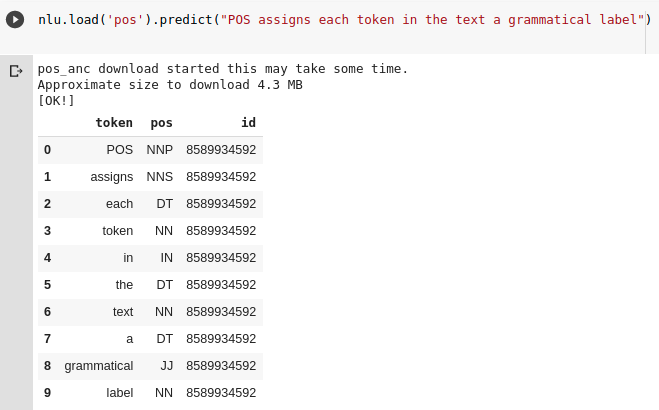 nlu.load('pos').predict("POS assigns each token in the text a grammatical label")
pos_anc download started this may take some time.
Approximate size to download 4.3 MB
[OK!]
token pos id
0 POS NNP 8589934592
1 assigns NNS 8589934592
2 each DT 8589934592
3 token NN 8589934592
4 in IN 8589934592
5 the DT 8589934592
6 text NN 8589934592
7 a DT 8589934592
8 grammatical JJ 8589934592
9 label NN 8589934592